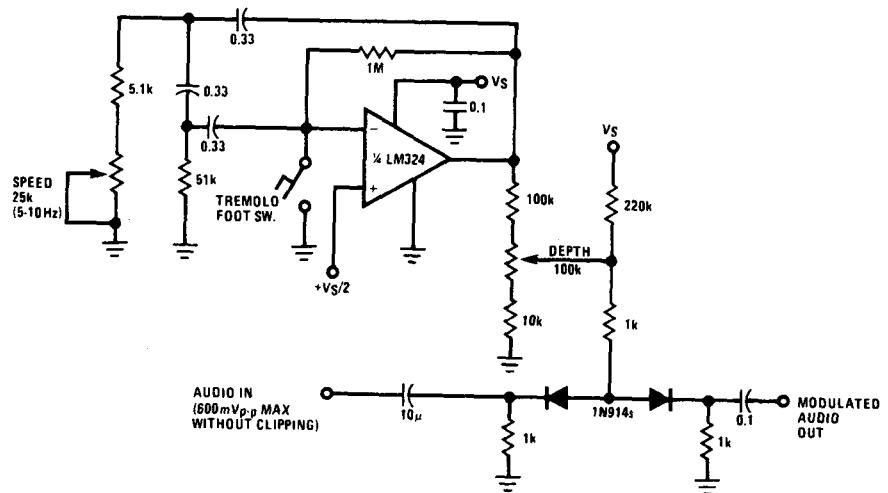 0.33
1M
VS
5.1k
0.33
0.1
0.33
−
¼ LM324
+
VS
SPEED
25k
(5-10Hz)
51k
TREMOLO
FOOT SW.
100k
220k
DEPTH
100k
+VS/2
10k
1k
AUDIO IN
(600mVp-p MAX
WITHOUT CLIPPING)
10µ
1N914s
0.1
MODULATED
AUDIO
OUT
1k
1k